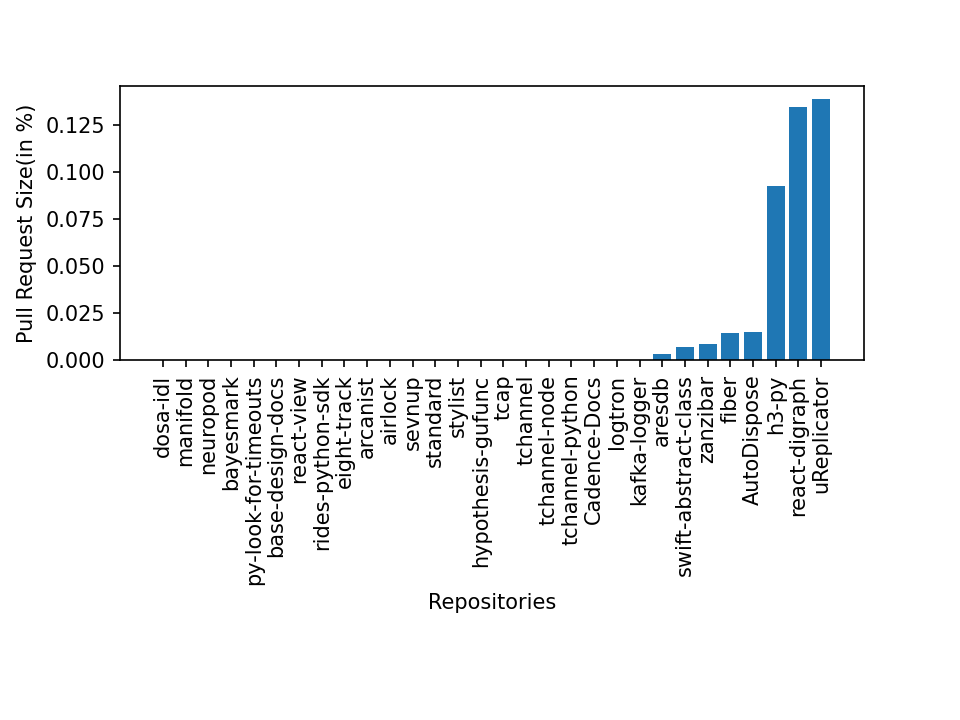 Pull Request Size(in %)
0.125
0.100
0.075
0.050
0.025
0.000
dosa-idl
manifold
neuropod
bayesmark
py-look-for-timeouts
base-design-docs
react-view
rides-python-sdk
eight-track
arcanist
airlock
sevnup
standard
stylist
hypothesis-gufunc
tcap
tchannel
tchannel-node
tchannel-python
Cadence-Docs
logtron
kafka-logger
aresdb
swift-abstract-class
zanzibar
fiber
AutoDispose
h3-py
react-digraph
uReplicator
Repositories